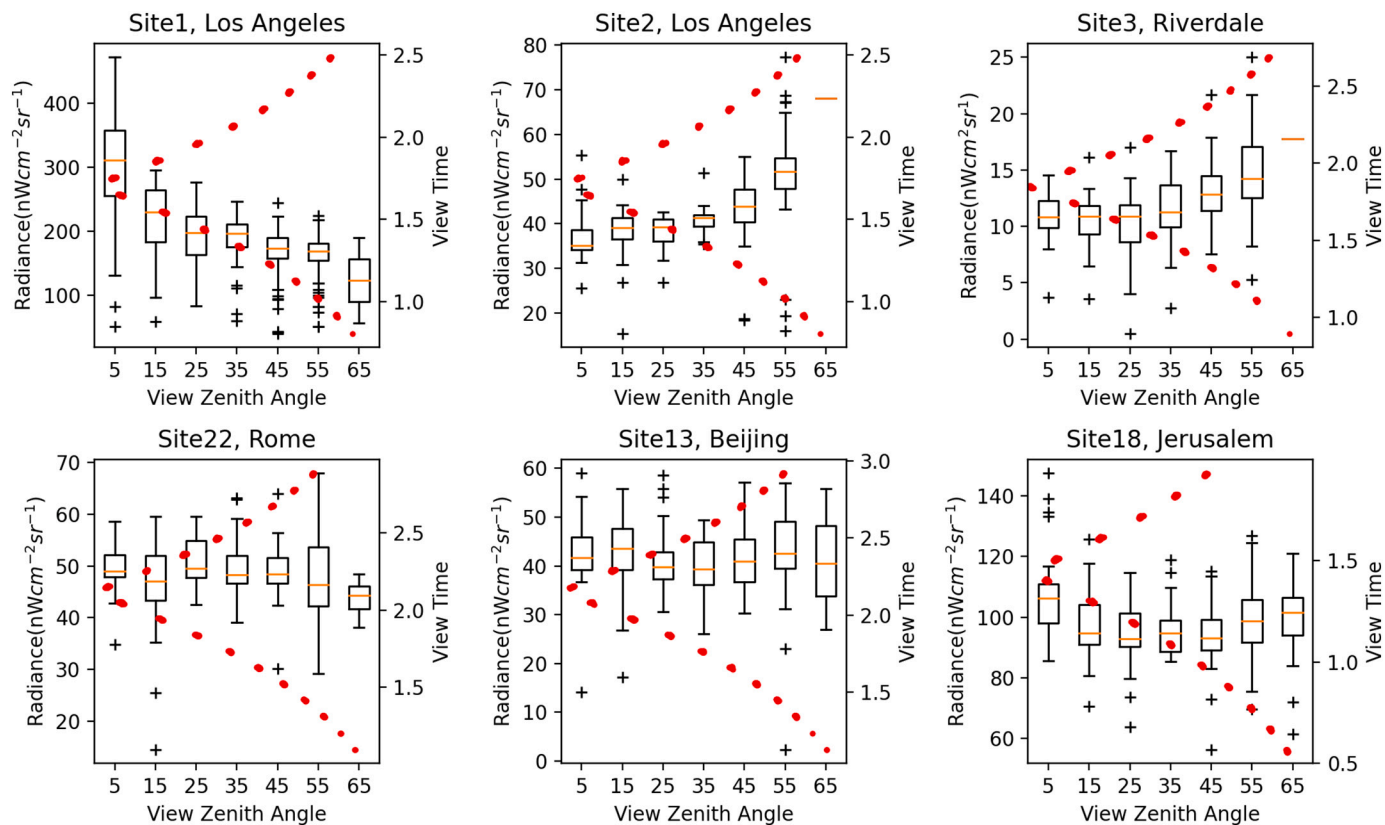 Site1, Los Angeles
Radiance(nWcm⁻²sr⁻¹)
400
300
200
100
2.5
2.0
1.5
1.0
View Time
5 15 25 35 45 55 65
View Zenith Angle
Site2, Los Angeles
Radiance(nWcm⁻²sr⁻¹)
80
70
60
50
40
30
20
2.5
2.0
1.5
1.0
View Time
5 15 25 35 45 55 65
View Zenith Angle
Site3, Riverdale
Radiance(nWcm²sr¹)
25
20
15
10
5
0
2.5
2.0
1.5
1.0
View Time
5 15 25 35 45 55 65
View Zenith Angle
Site22, Rome
Radiance(nWcm⁻²sr⁻¹)
70
60
50
40
30
20
2.5
2.0
1.5
View Time
5 15 25 35 45 55 65
View Zenith Angle
Site13, Beijing
Radiance(nWcm⁻²sr⁻¹)
60
50
40
30
20
10
0
3.0
2.5
2.0
1.5
View Time
5 15 25 35 45 55 65
View Zenith Angle
Site18, Jerusalem
Radiance(nWcm⁻²sr⁻¹)
140
120
100
80
60
1.5
1.0
0.5
View Time
5 15 25 35 45 55 65
View Zenith Angle